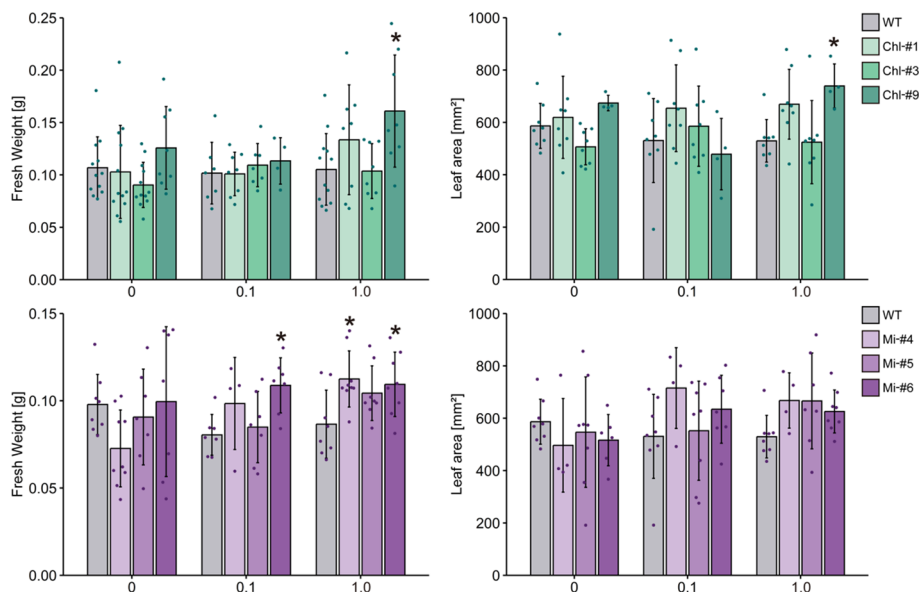 0.25
0.20
0.15
0.10
0.05
0.00
Fresh Weight [g]
*
0 0.1 1.0
1000
800
600
400
200
0
Leaf area [mm²]
*
0 0.1 1.0
WT
Chl-#1
Chl-#3
Chl-#9
0.15
0.10
0.05
0.00
Fresh Weight [g]
* * *
0 0.1 1.0
1000
800
600
400
200
0
Leaf area [mm²]
0 0.1 1.0
WT
Mi-#4
Mi-#5
Mi-#6